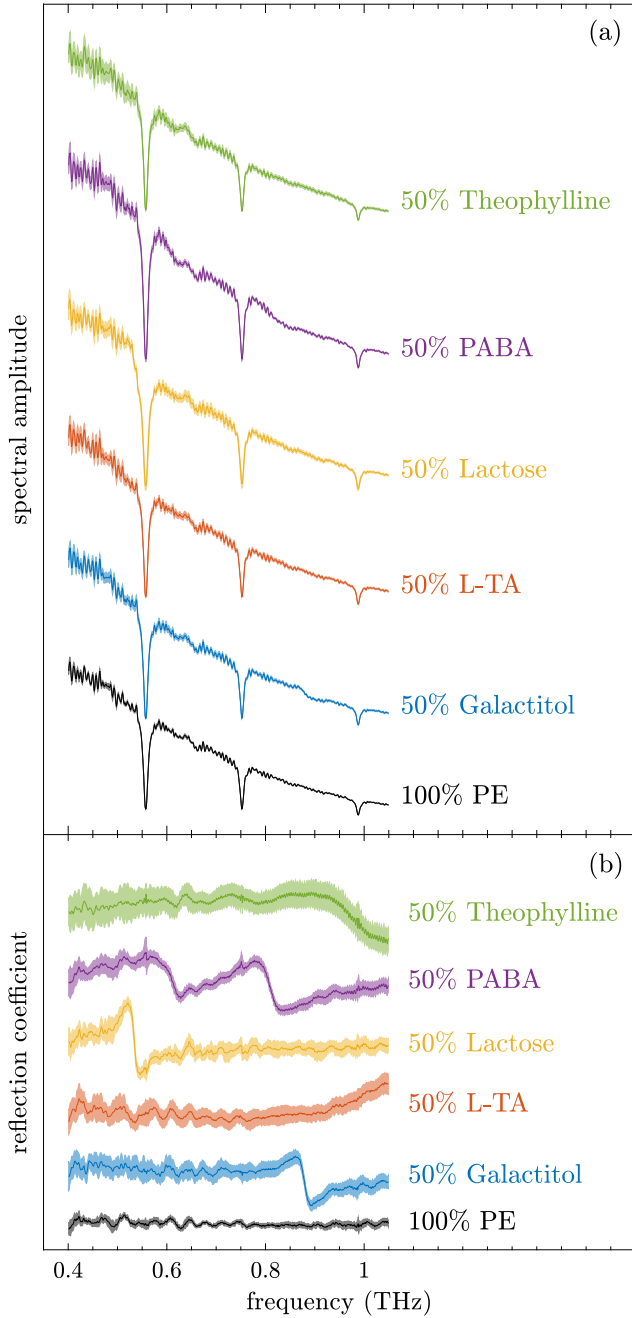 (a)
50% Theophylline
50% PABA
50% Lactose
50% L-TA
50% Galactitol
100% PE
spectral amplitude
(b)
50% Theophylline
50% PABA
50% Lactose
50% L-TA
50% Galactitol
100% PE
reflection coefficient
0.4 0.6 0.8 1
frequency (THz)